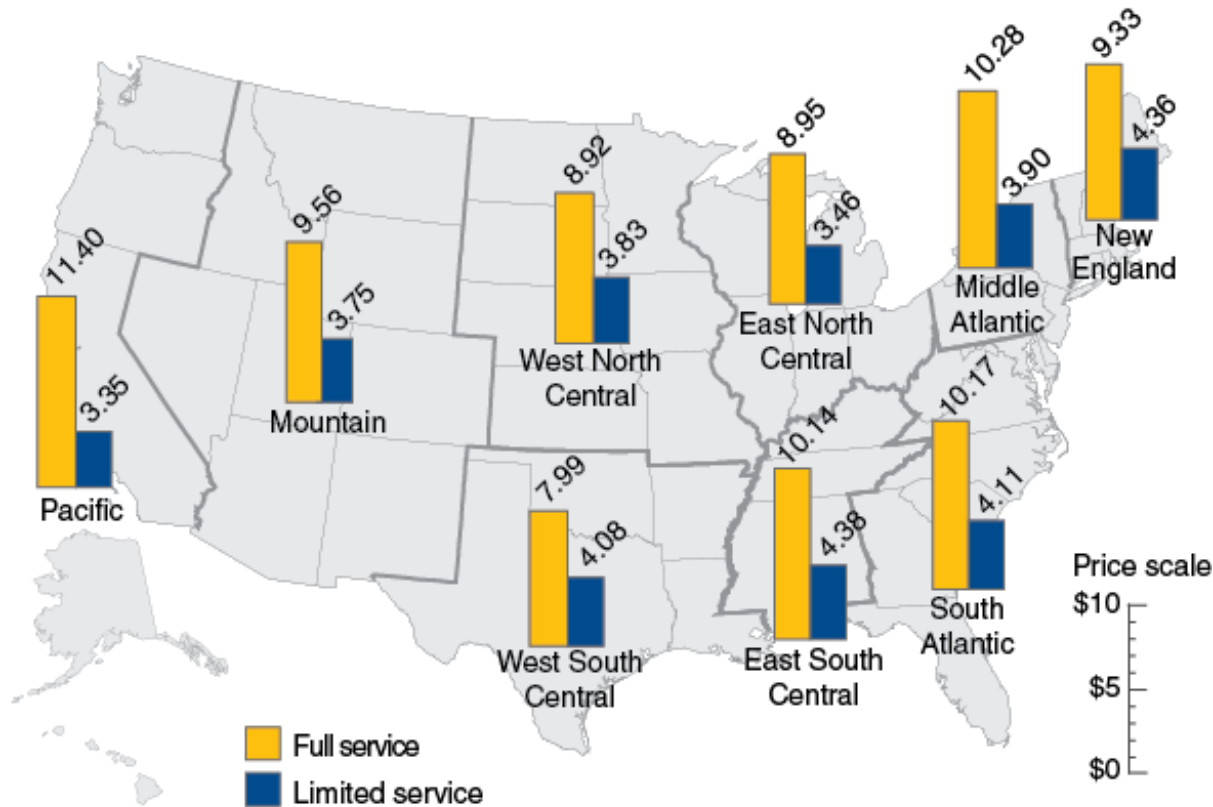 9.33
10.28
4.36
8.95
3.90
8.92
9.56
3.46
3.83
11.40
3.75
New
England
Middle
Atlantic
East North
Central
West North
Central
3.35
Mountain
10.17
10.14
7.99
Pacific
4.11
4.38
4.08
Price scale
$10
South
Atlantic
West South
Central
East South
Central
$5
Full service
$0
Limited service